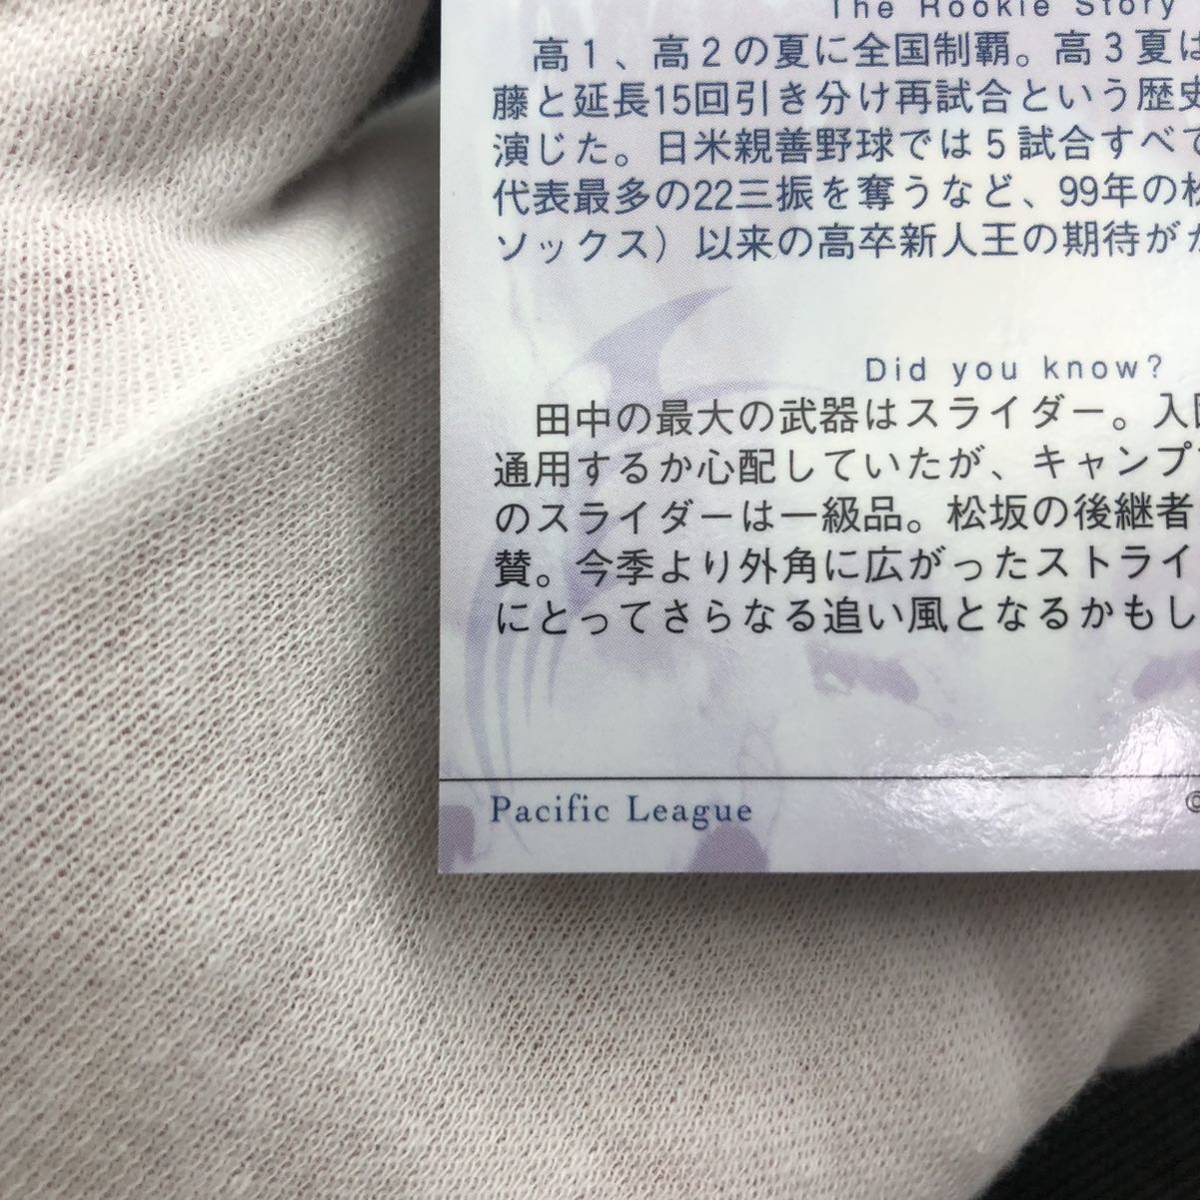 The Rookie Story
高1、高2の夏に全国制覇。高3夏は
藤と延長15回引き分け再試合という歴史
演じた。日米親善野球では5試合すべて
代表最多の22三振を奪うなど、99年の松
ソックス）以来の高卒新人王の期待が
Did you know?
田中の最大の武器はスライダー。入
通用するか心配していたが、キャンプ
のスライダーは一級品。松坂の後継者
賛。今季より外角に広がったストライ
にとってさらなる追い風となるかもし
Pacific League
©